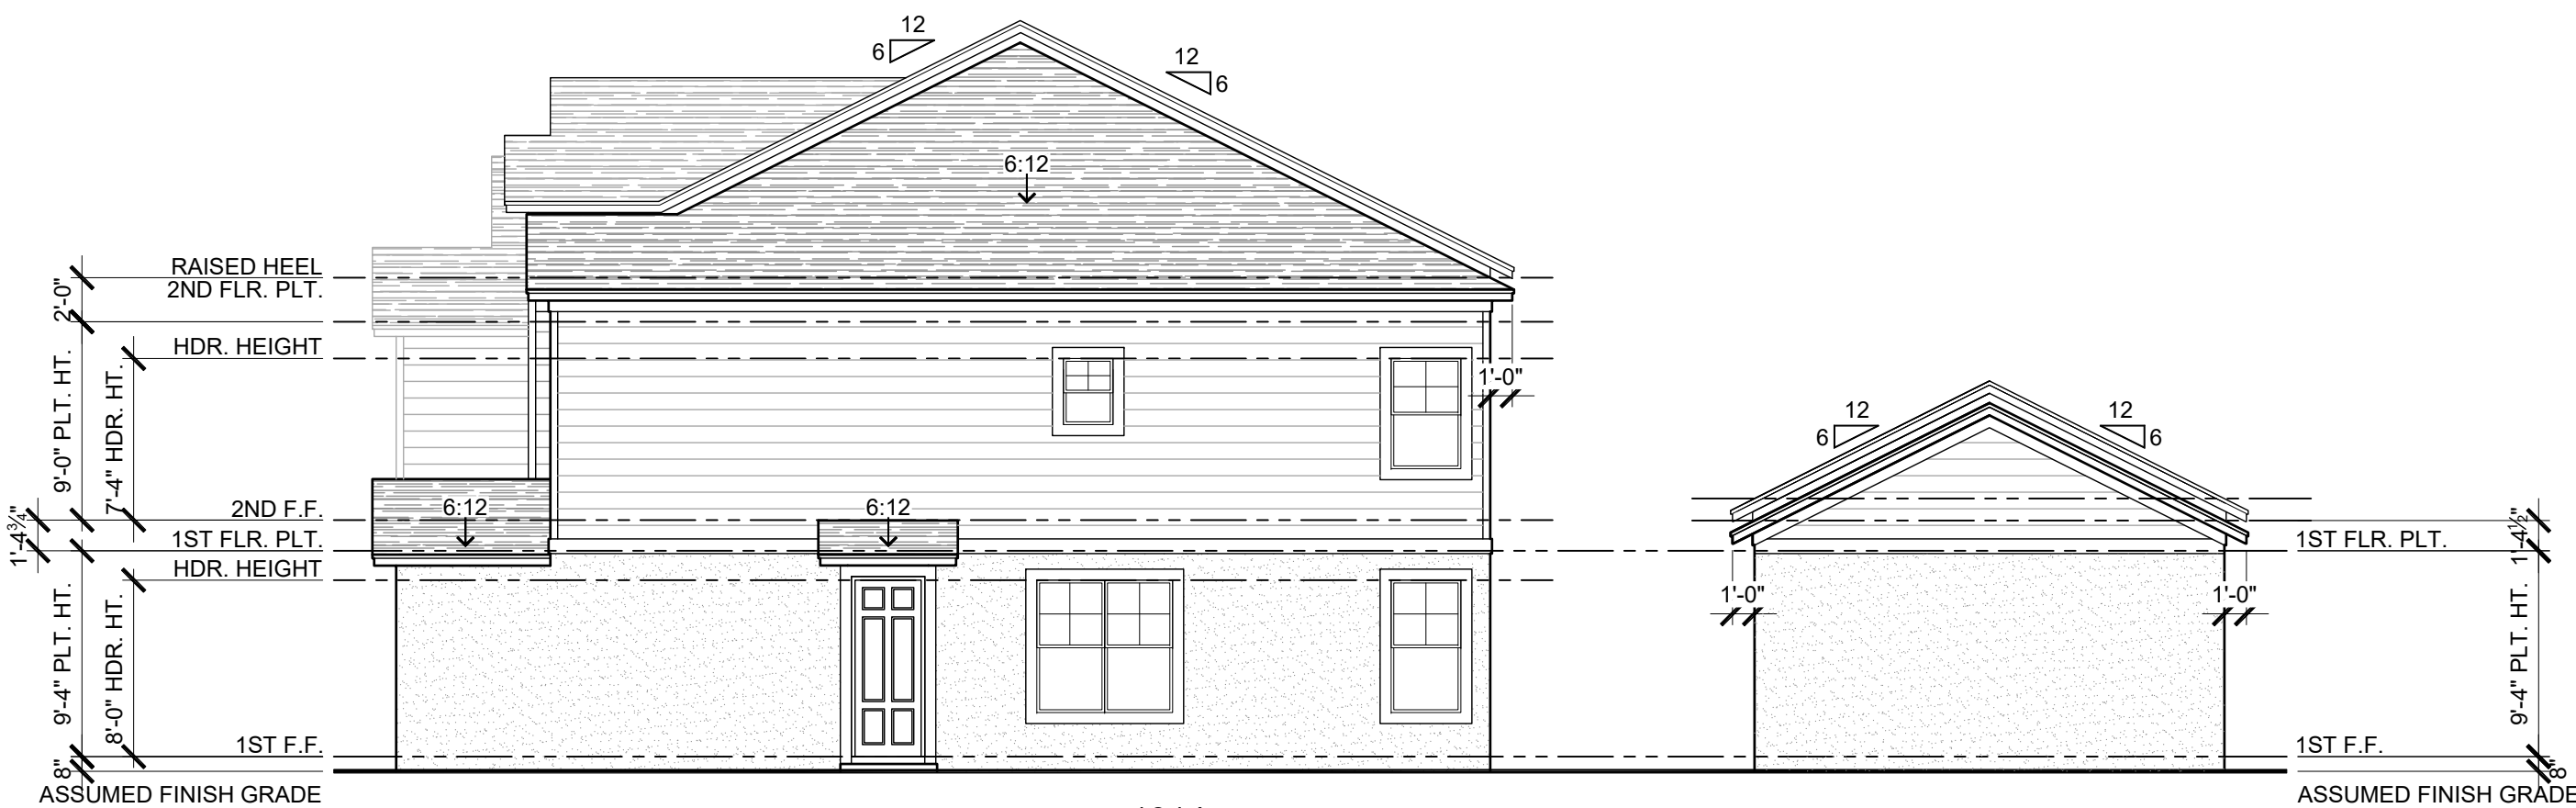 12
6
12
6
6:12
RAISED HEEL
2ND FLR. PLT.
2'-0"
HDR. HEIGHT
9'-0" PLT. HT.
7'-4" HDR. HT.
1'-0"
12
6
12
6
2ND F.F.
6:12
6:12
1'-4¾"
1ST FLR. PLT.
1ST FLR. PLT.
1'-4½"
HDR. HEIGHT
1'-0"
1'-0"
9'-4" PLT. HT.
8'-0" HDR. HT.
9'-4" PLT. HT.
1ST F.F.
1ST F.F.
8"
8"
ASSUMED FINISH GRADE
ASSUMED FINISH GRADE